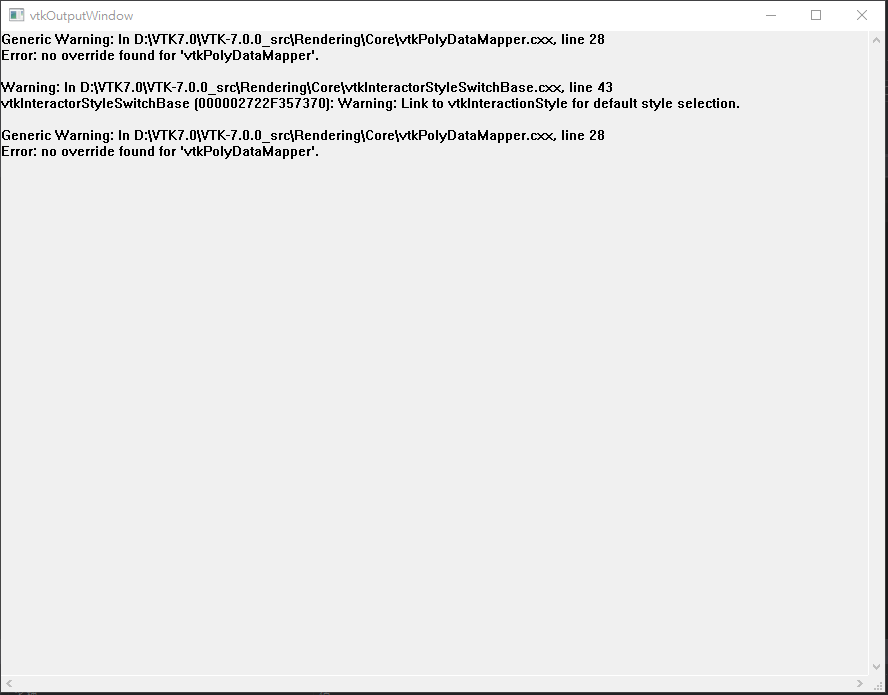 vtkOutputWindow
Generic Warning: In D:\VTK7.0\VTK-7.0.0_src\Rendering\Core\vtkPolyDataMapper.cxx, line 28
Error: no override found for 'vtkPolyDataMapper'.
Warning: In D:\VTK7.0\VTK-7.0.0_src\Rendering\Core\vtkInteractorStyleSwitchBase.cxx, line 43
vtkInteractorStyleSwitchBase (000002722F357370): Warning: Link to vtkInteractionStyle for default style selection.
Generic Warning: In D:\VTK7.0\VTK-7.0.0_src\Rendering\Core\vtkPolyDataMapper.cxx, line 28
Error: no override found for 'vtkPolyDataMapper'.